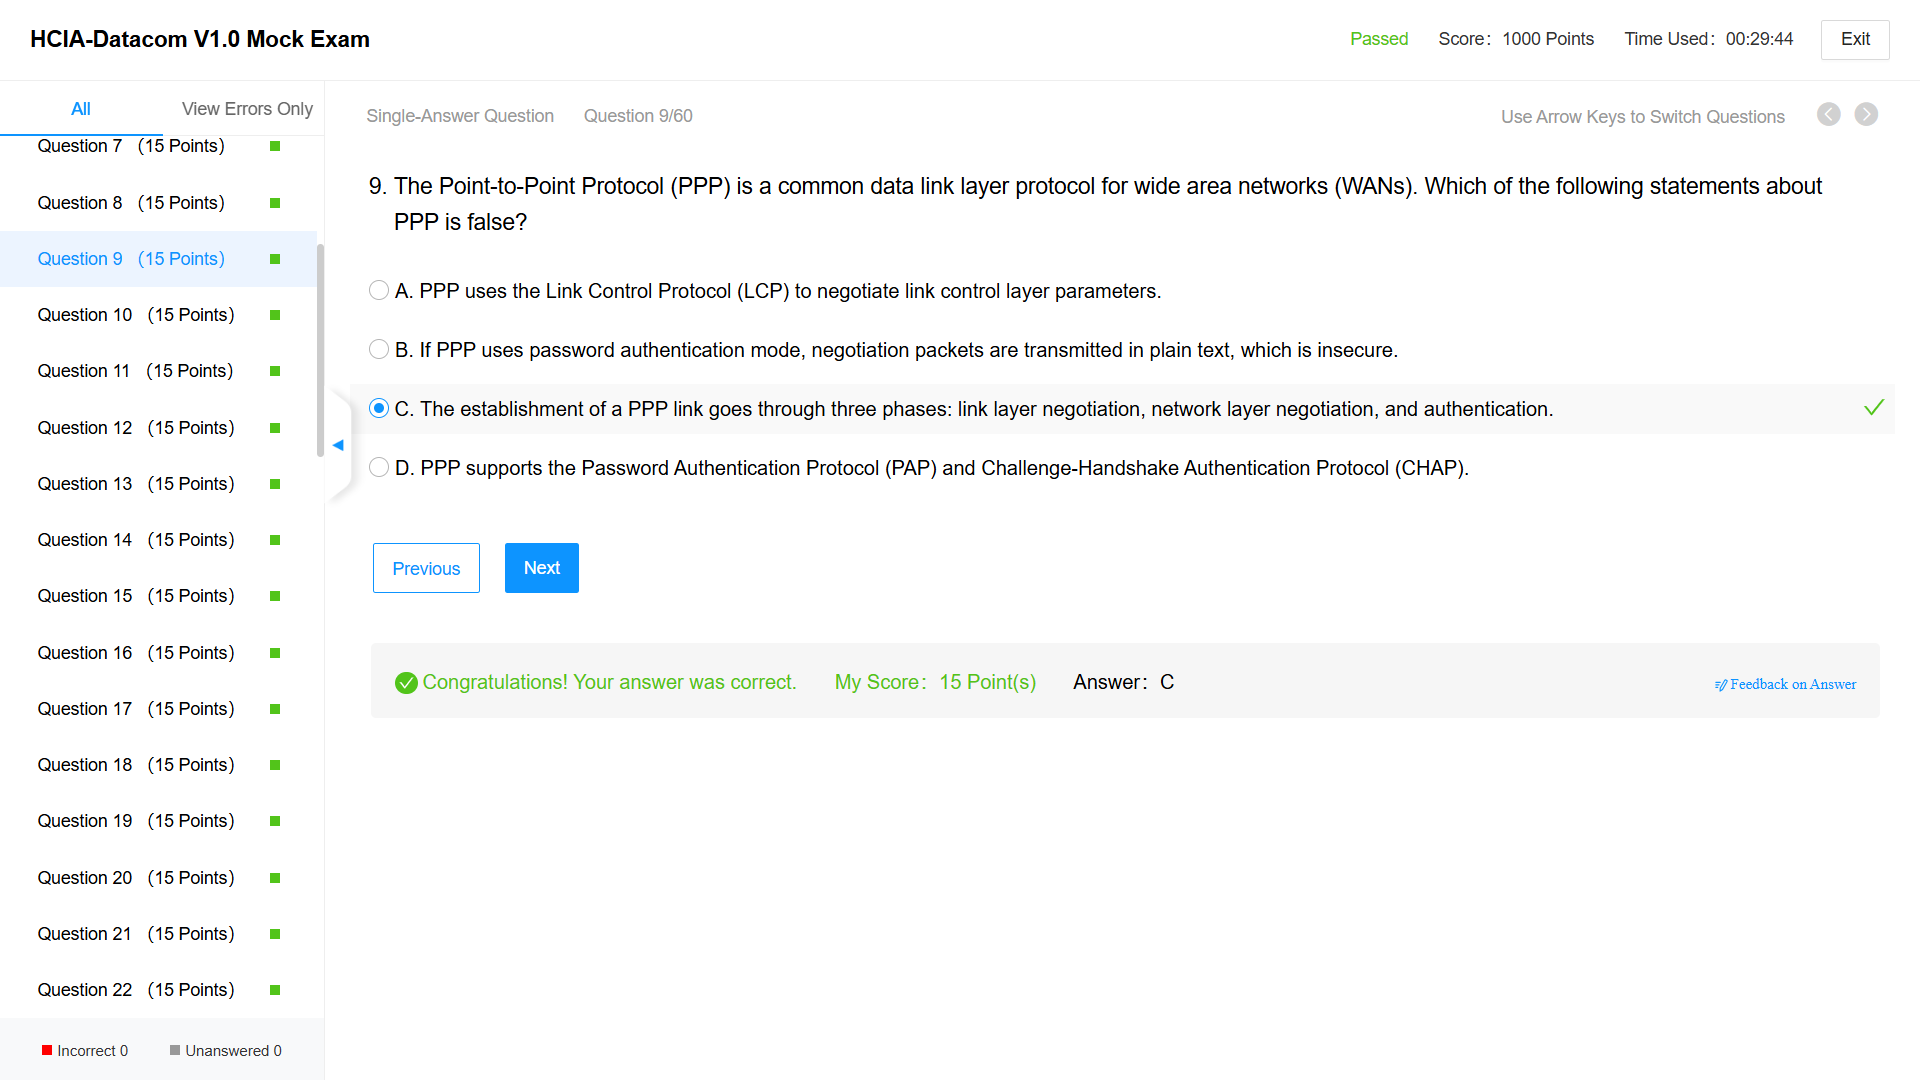 HCIA-Datacom V1.0 Mock Exam
Passed Score： 1000 Points Time Used： 00:29:44 Exit
All View Errors Only
Question 7 （15 Points）
Question 8 （15 Points）
Question 9 （15 Points）
Question 10 （15 Points）
Question 11 （15 Points）
Question 12 （15 Points）
Question 13 （15 Points）
Question 14 （15 Points）
Question 15 （15 Points）
Question 16 （15 Points）
Question 17 （15 Points）
Question 18 （15 Points）
Question 19 （15 Points）
Question 20 （15 Points）
Question 21 （15 Points）
Question 22 （15 Points）
Incorrect 0 Unanswered 0
Single-Answer Question Question 9/60 Use Arrow Keys to Switch Questions
9. The Point-to-Point Protocol (PPP) is a common data link layer protocol for wide area networks (WANs). Which of the following statements about
PPP is false?
A. PPP uses the Link Control Protocol (LCP) to negotiate link control layer parameters.
B. If PPP uses password authentication mode, negotiation packets are transmitted in plain text, which is insecure.
C. The establishment of a PPP link goes through three phases: link layer negotiation, network layer negotiation, and authentication.
D. PPP supports the Password Authentication Protocol (PAP) and Challenge-Handshake Authentication Protocol (CHAP).
Previous Next
Congratulations! Your answer was correct. My Score： 15 Point(s) Answer： C Feedback on Answer